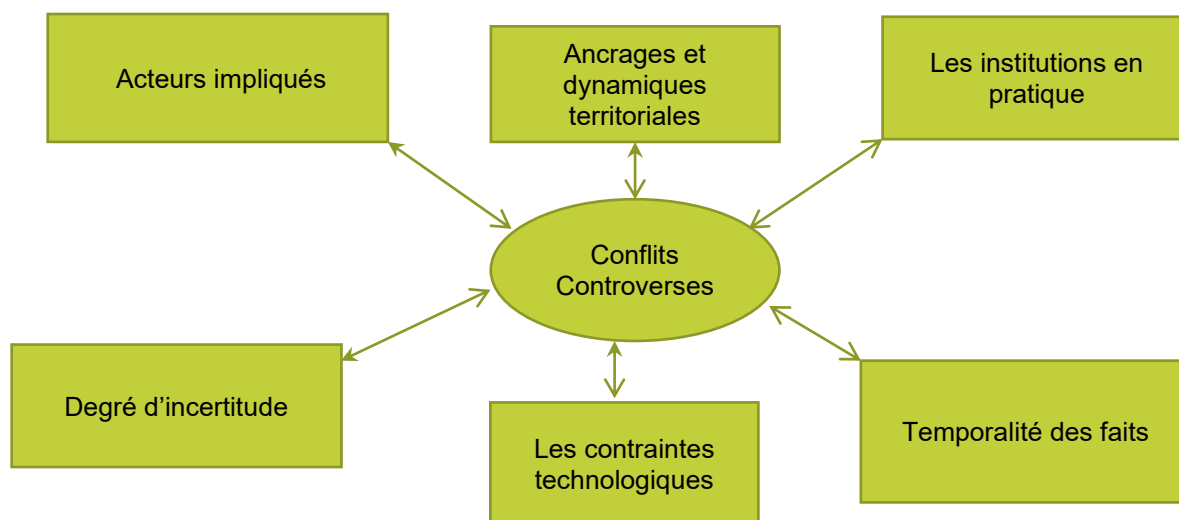 Acteurs impliqués
Ancrages et
dynamiques
territoriales
Les institutions en
pratique
Conflits
Controverses
Degré d’incertitude
Les contraintes
technologiques
Temporalité des faits